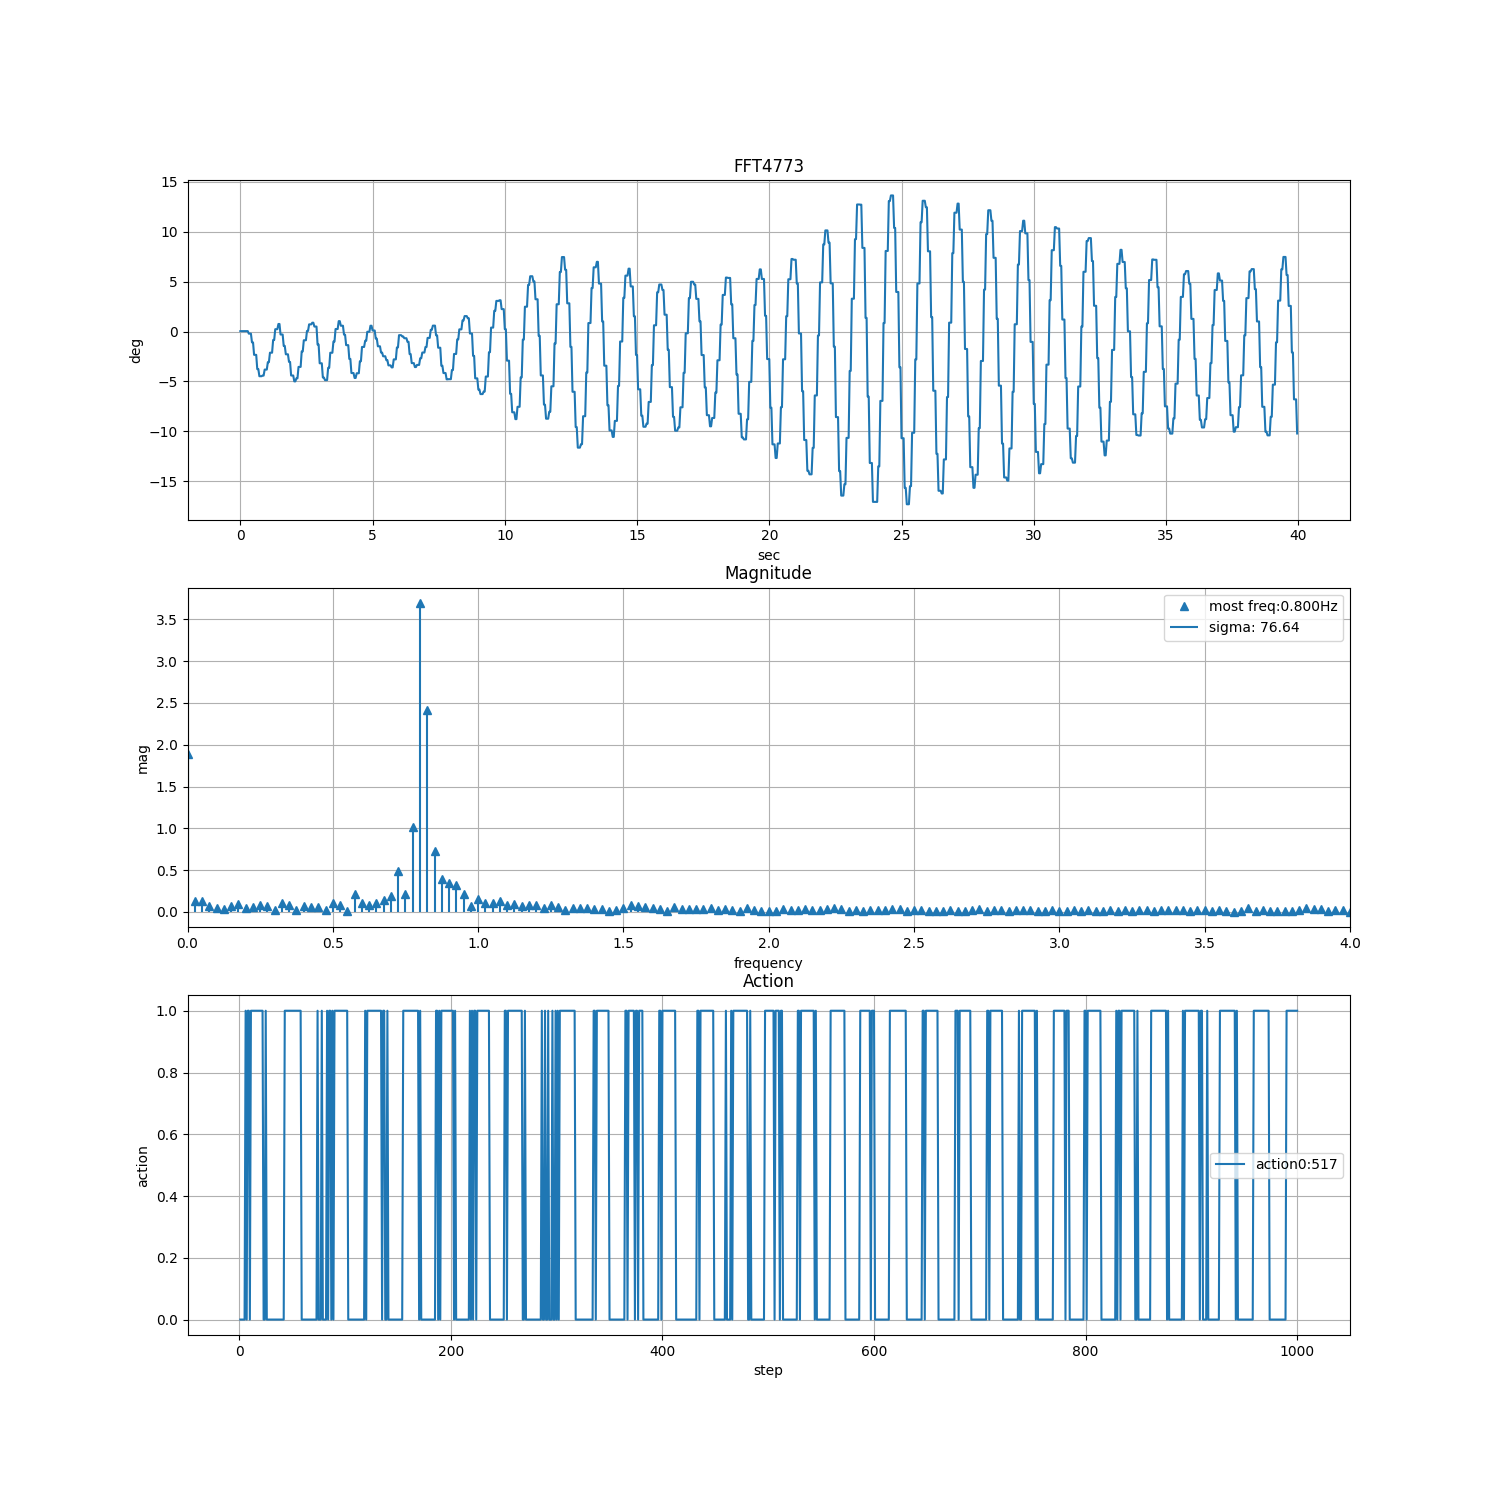 FFT4773
15
10
5
0
−5
−10
−15
deg
0 5 10 15 20 25 30 35 40
sec
Magnitude
3.5
3.0
2.5
2.0
1.5
1.0
0.5
0.0
mag
most freq:0.800Hz
sigma: 76.64
0.0 0.5 1.0 1.5 2.0 2.5 3.0 3.5 4.0
frequency
Action
1.0
0.8
0.6
0.4
0.2
0.0
action
action0:517
0 200 400 600 800 1000
step